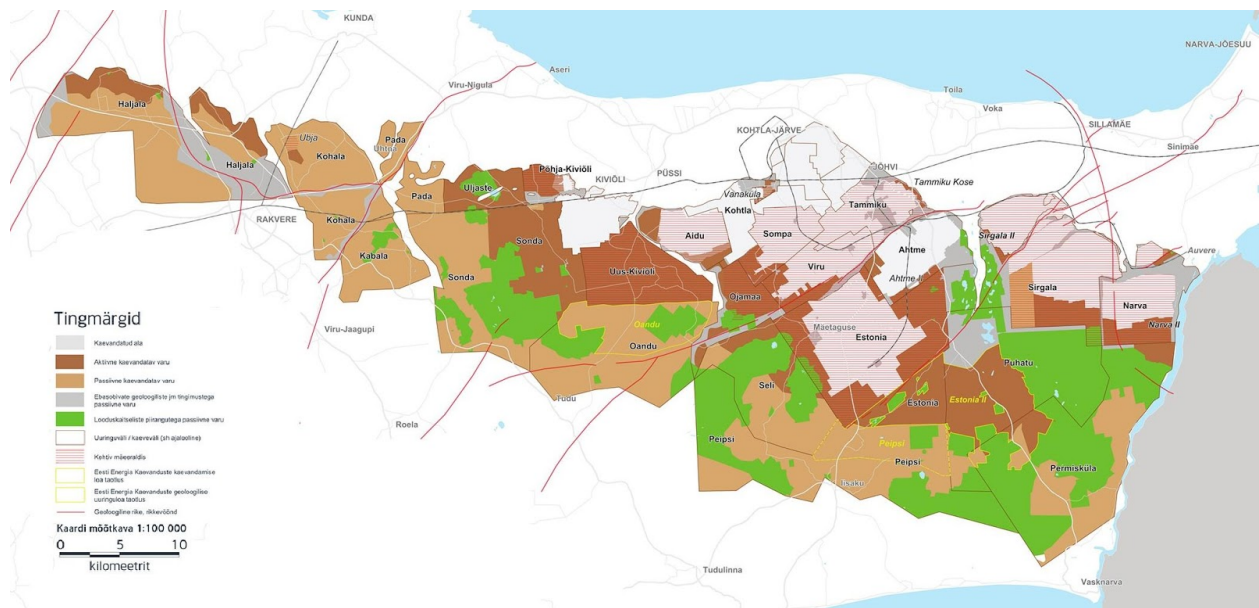 KUNDA
NARVA-JÕESUU
Aseri
Viru-Nigula
Toila
Voka
SILLAMÄE
Sinimäe
Haljala
Ubja
Uhtna
Pada
Kohala
KOHTLA-JÄRVE
JÕHVI
Haljala
Põhja-Kiviõli
KIVIÕLI
PÜSSI
Uljaste
Pada
Vanaküla
Tammiku Kose
Tammiku
RAKVERE
Kohala
Kohtla
Sompa
Aidu
Sonda
Sirgala II
Ahtme
Auvere
Kabala
Sonda
Uus-Kiviõli
Viru
Ahtme II
Sirgala
Ojamaa
Narva
Narva II
Viru-Jaagupi
Oandu
Oandu
Mäetaguse
Estonia
Puhatu
Seli
Tudu
Roela
Estonia
Estonia II
Peipsi
Peipsi
Peipsi
Permisküla
Iisaku
Tudulinna
Vasknarva
Tingmärgid
Kaevandatud ala
Aktiivne kaevandatav varu
Passiivne kaevandatav varu
Ebasobivate geoloogiliste jm tingimustega
passiivne varu
Looduskaitseliste piirangutega passiivne varu
Uuringuväli / kaeveväli (sh ajalooline)
Kehtiv mäeeraldis
Eesti Energia Kaevanduste kaevandamise
loa taotlus
Eesti Energia Kaevanduste geoloogilise
uuringuloa taotlus
Geoloogiline rike, rikkevöönd
Kaardi mõõtkava 1:100 000
0 5 10
kilomeetrit